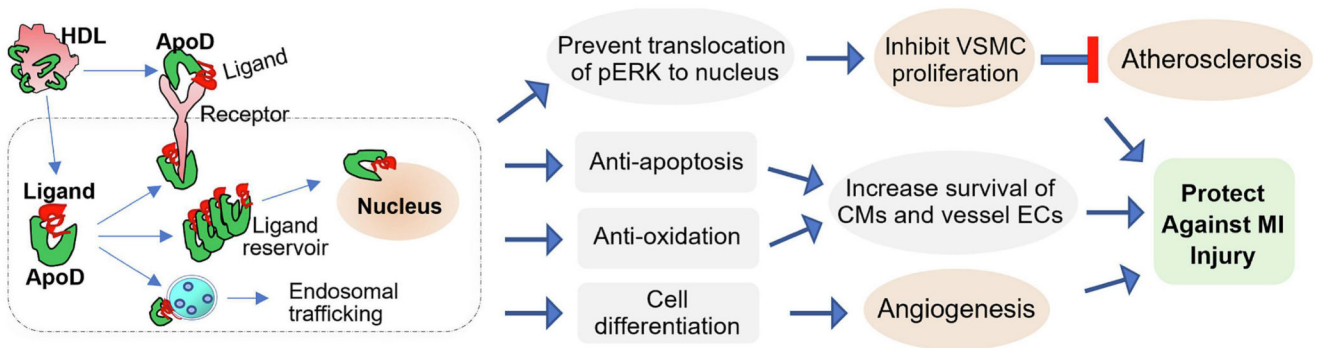 HDL
ApoD
Ligand
Receptor
Ligand
ApoD
Ligand
reservoir
Nucleus
Endosomal
trafficking
Prevent translocation
of pERK to nucleus
Inhibit VSMC
proliferation
Atherosclerosis
Anti-apoptosis
Anti-oxidation
Increase survival of
CMs and vessel ECs
Cell
differentiation
Angiogenesis
Protect
Against MI
Injury